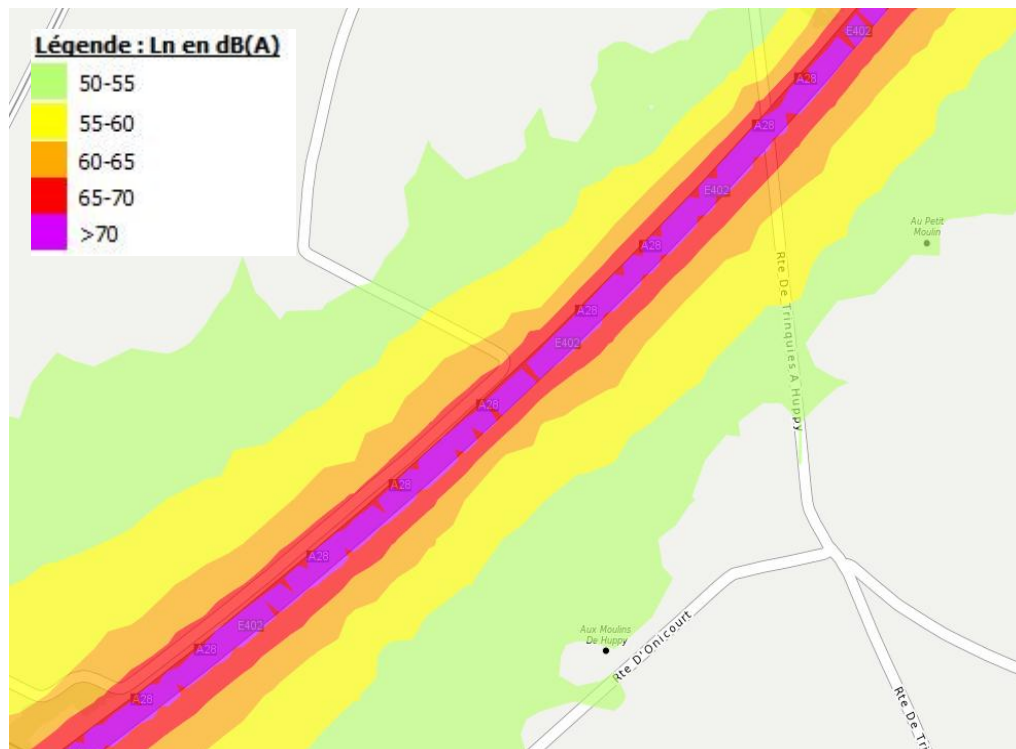 Légende : Ln en dB(A)
50-55
55-60
60-65
65-70
>70
E402
A28
A28
E402
A28
A28
E402
A28
A28
A28
E402
A28
A28
Au Petit
Moulin
Rte De Trinquies A Huppy
Aux Moulins
De Huppy
Rte D'Onicourt
Rte De Tri